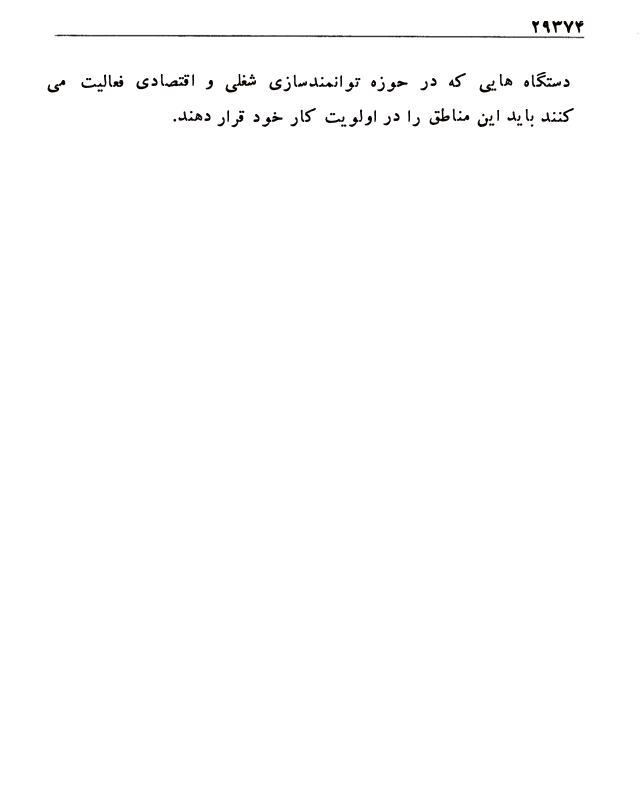 ۲۹۳۷۴
دستگاه هایی که در حوزه توانمندسازی شغلی و اقتصادی فعالیت می
کنند باید این مناطق را در اولویت کار خود قرار دهند.